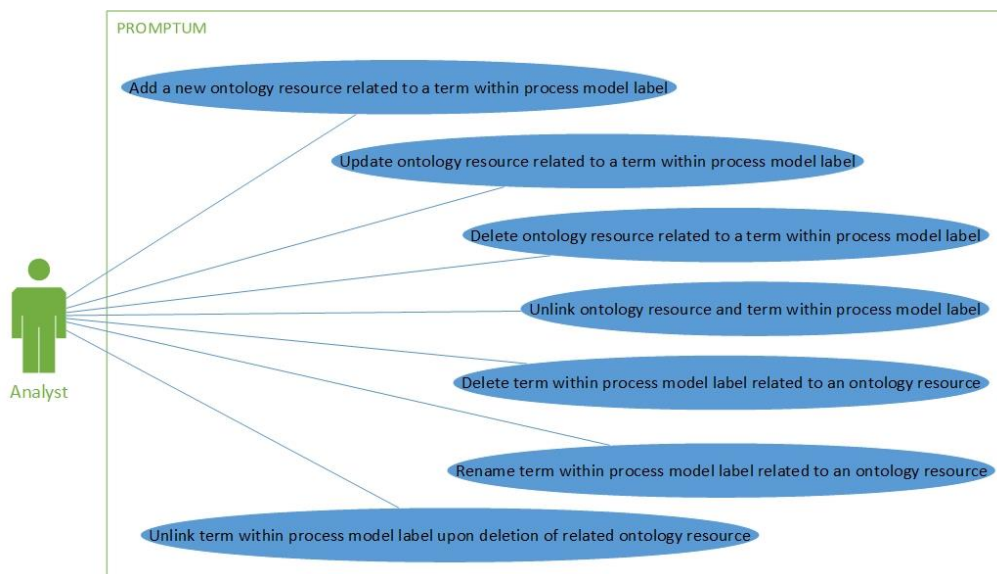 PROMPTUM
Add a new ontology resource related to a term within process model label
Update ontology resource related to a term within process model label
Delete ontology resource related to a term within process model label
Unlink ontology resource and term within process model label
Delete term within process model label related to an ontology resource
Analyst
Rename term within process model label related to an ontology resource
Unlink term within process model label upon deletion of related ontology resource